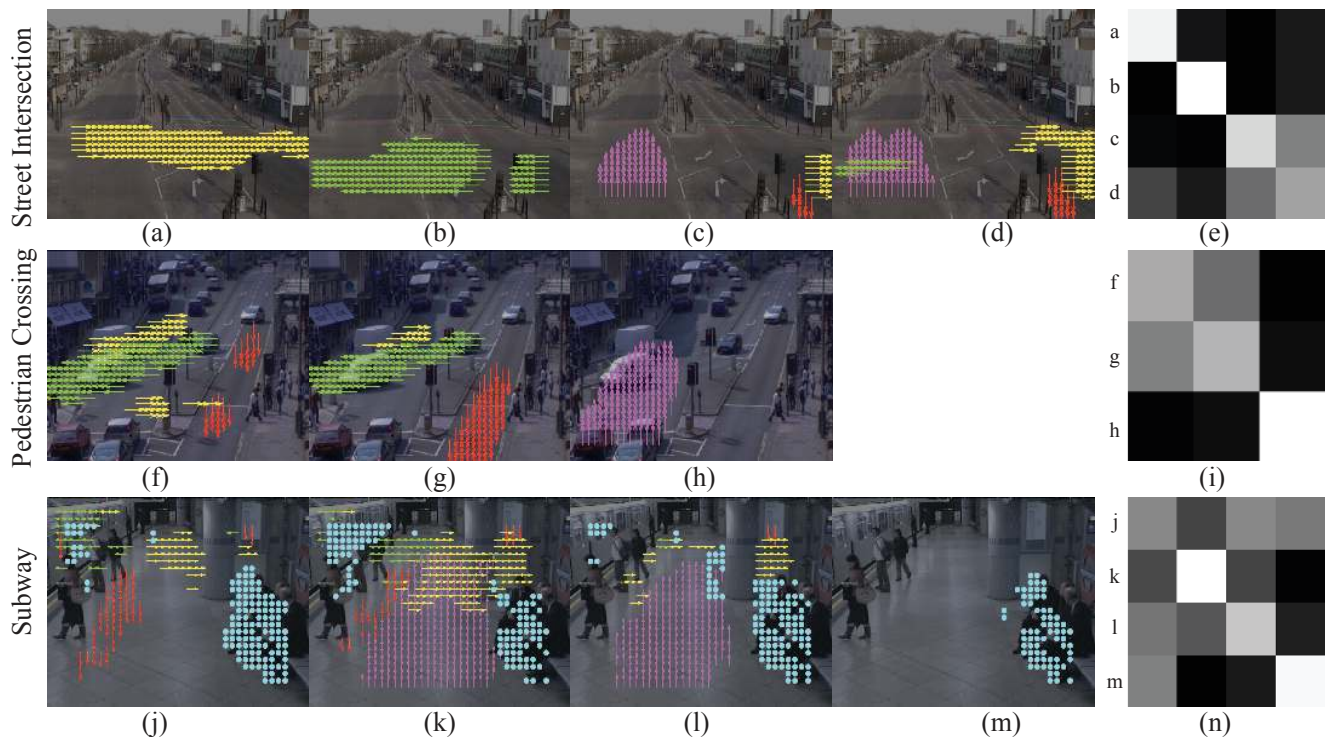 Street Intersection
a
b
c
d
(a) (b) (c) (d) (e)
Pedestrian Crossing
f
g
h
(f) (g) (h) (i)
Subway
j
k
l
m
(j) (k) (l) (m) (n)